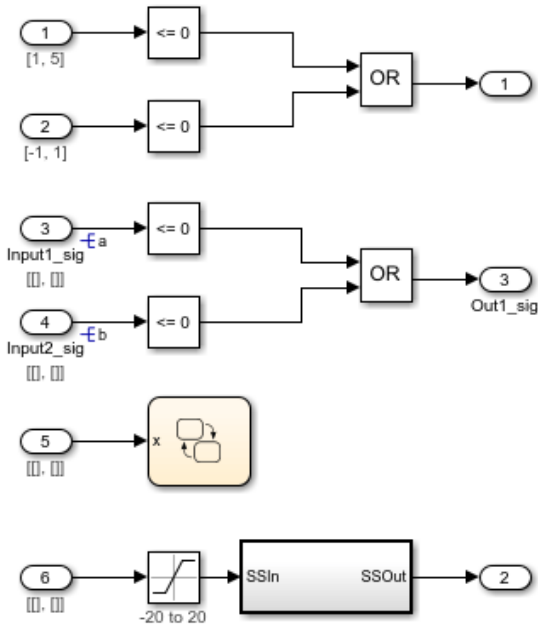 1
<= 0
[1, 5]
OR
1
2
<= 0
[-1, 1]
3
a
<= 0
Input1_sig
[[], []]
OR
3
Out1_sig
4
b
<= 0
Input2_sig
[[], []]
5
x
[[], []]
6
-20 to 20
SSIn
SSOut
2
[[], []]